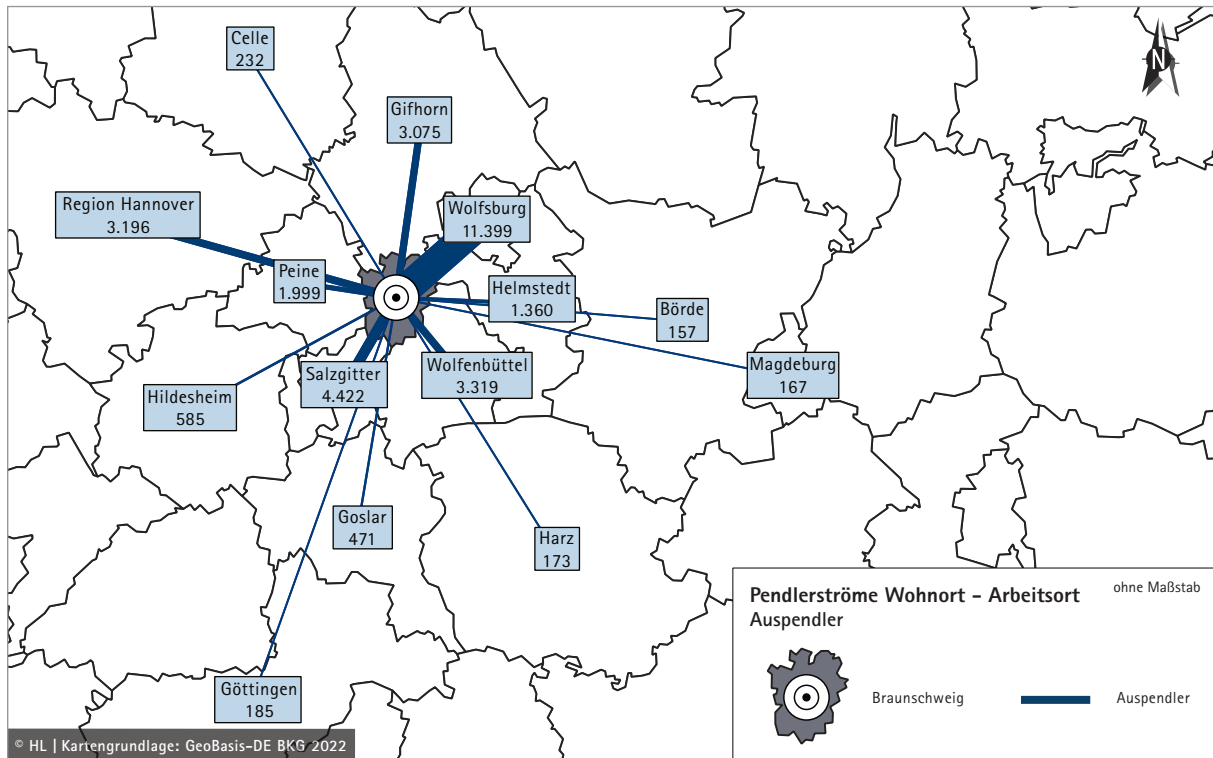 Celle
232
Gifhorn
3.075
N
Region Hannover
3.196
Wolfsburg
11.399
Peine
1.999
Helmstedt
1.360
Börde
157
Salzgitter
4.422
Wolfenbüttel
3.319
Magdeburg
167
Hildesheim
585
Goslar
471
Harz
173
Göttingen
185
Pendlerströme Wohnort - Arbeitsort
ohne Maßstab
Auspendler
Braunschweig
Auspendler
© HL | Kartengrundlage: GeoBasis-DE BKG 2022